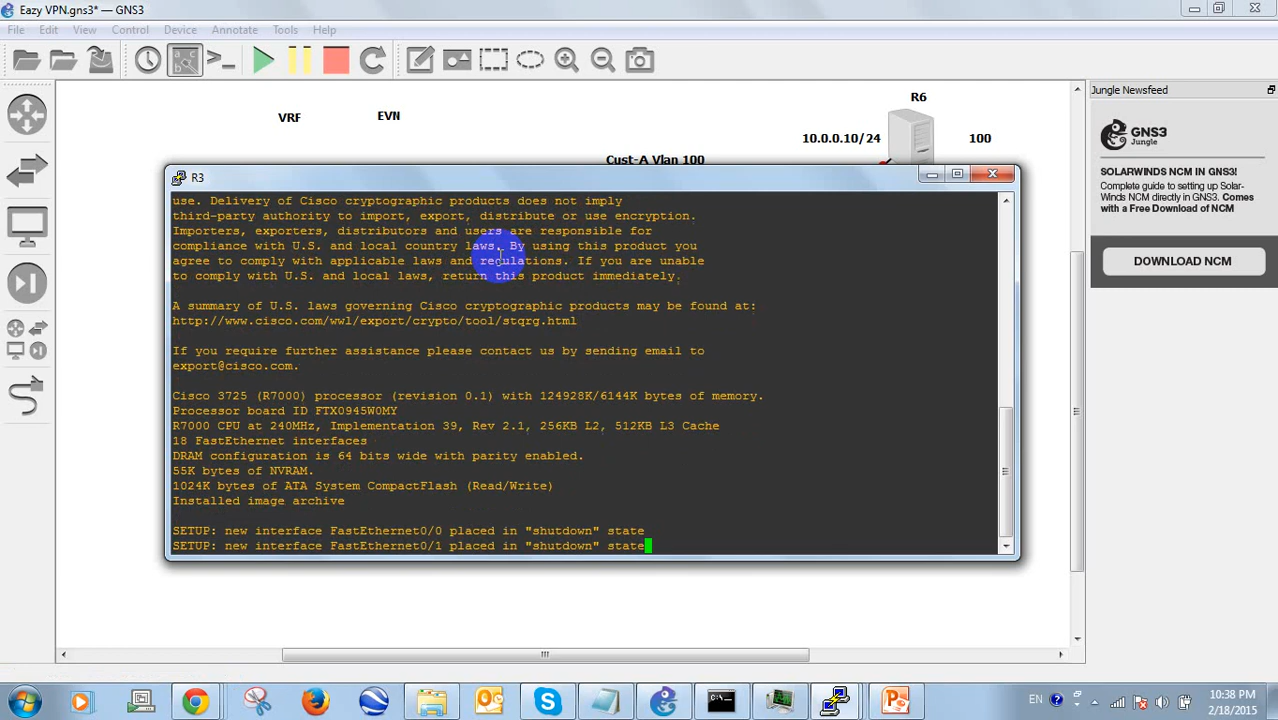 Eazy VPN.gns3* — GNS3
File Edit View Control Device Annotate Tools Help
VRF
EVN
R6
10.0.0.10/24
100
Cust-A Vlan 100
Jungle Newsfeed
GNS3
Jungle
SOLARWINDS NCM IN GNS3!
Complete guide to setting up Solar-
Winds NCM directly in GNS3. Comes
with a Free Download of NCM
DOWNLOAD NCM
R3
use. Delivery of Cisco cryptographic products does not imply
third-party authority to import, export, distribute or use encryption.
Importers, exporters, distributors and users are responsible for
compliance with U.S. and local country laws. By using this product you
agree to comply with applicable laws and regulations. If you are unable
to comply with U.S. and local laws, return this product immediately.
A summary of U.S. laws governing Cisco cryptographic products may be found at:
http://www.cisco.com/wwl/export/crypto/tool/stqrg.html
If you require further assistance please contact us by sending email to
export@cisco.com.
Cisco 3725 (R7000) processor (revision 0.1) with 124928K/6144K bytes of memory.
Processor board ID FTX0945W0MY
R7000 CPU at 240MHz, Implementation 39, Rev 2.1, 256KB L2, 512KB L3 Cache
18 FastEthernet interfaces
DRAM configuration is 64 bits wide with parity enabled.
55K bytes of NVRAM.
1024K bytes of ATA System CompactFlash (Read/Write)
Installed image archive
SETUP: new interface FastEthernet0/0 placed in "shutdown" state
SETUP: new interface FastEthernet0/1 placed in "shutdown" state
EN
10:38 PM
2/18/2015